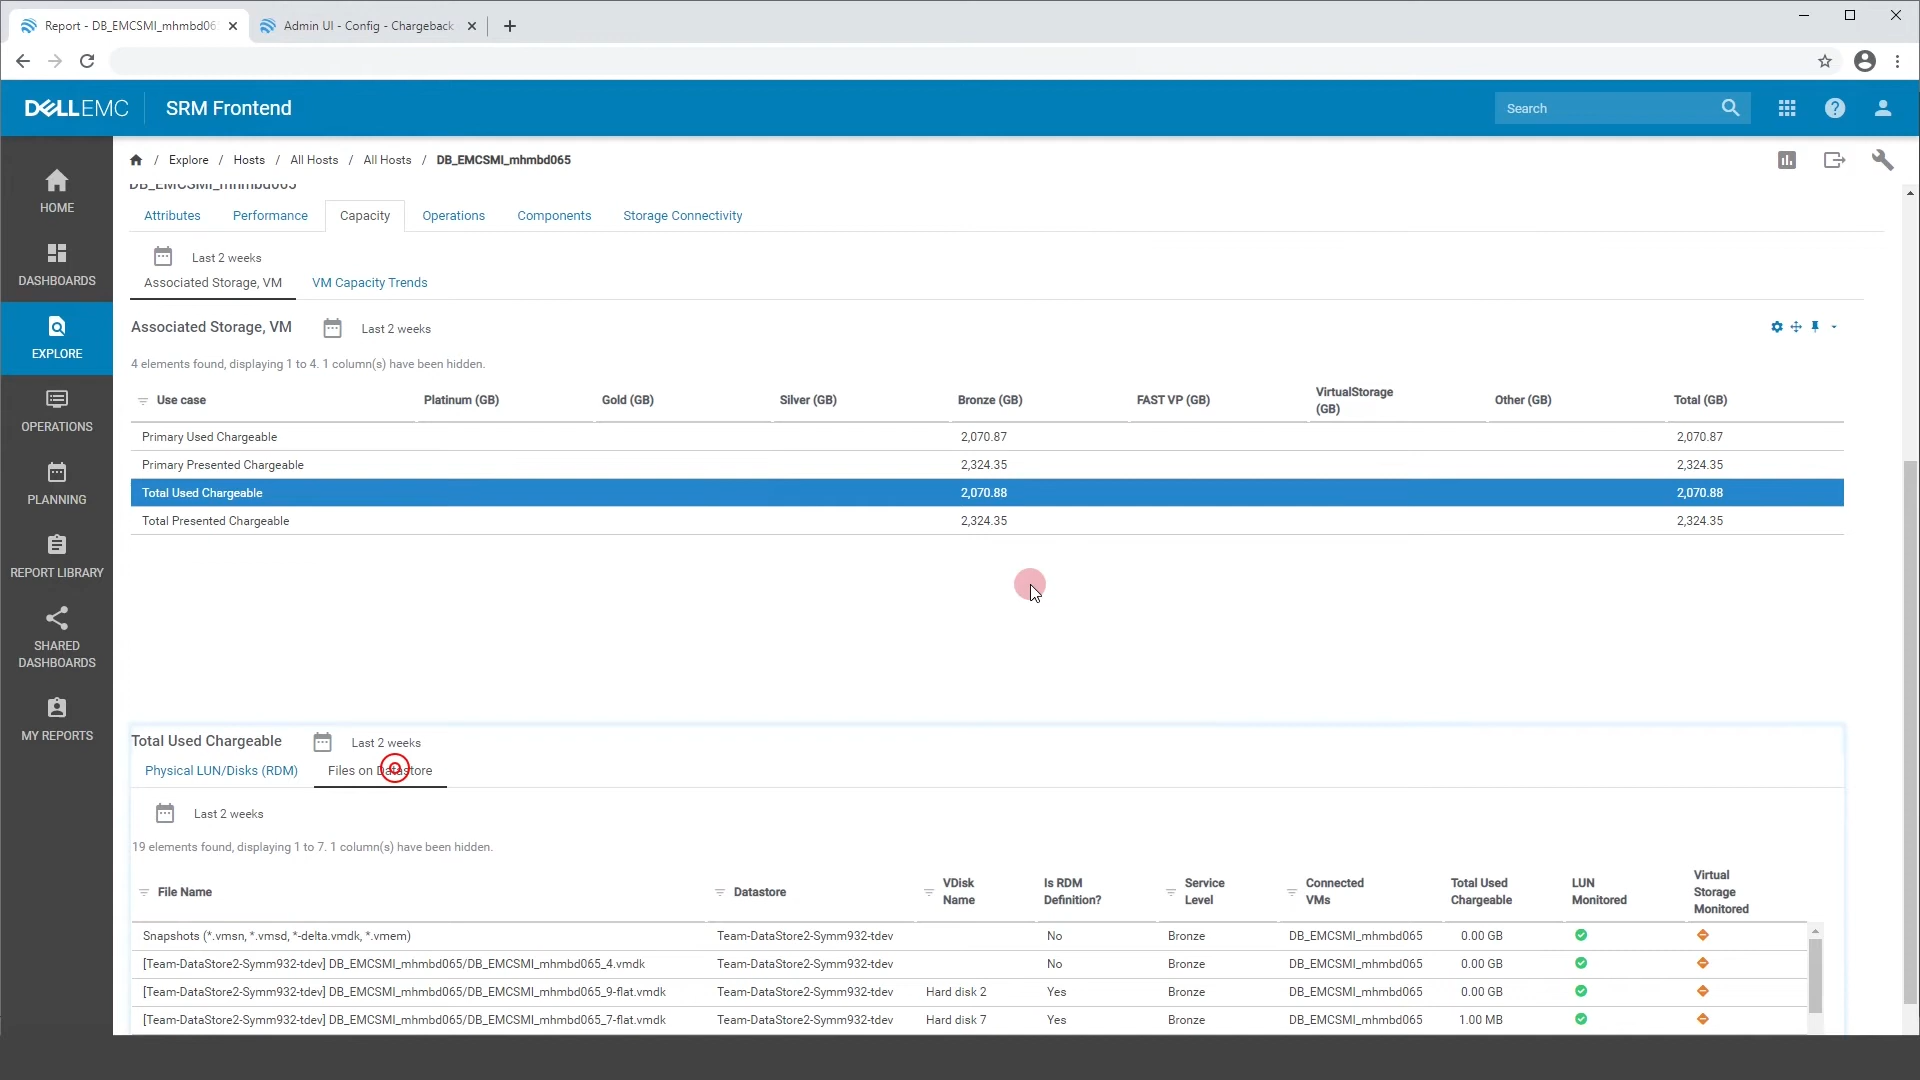 Report - DB_EMCSMI_mhmbd06
Admin UI - Config - Chargeback
DELLEMC
SRM Frontend
Search
HOME
DASHBOARDS
EXPLORE
OPERATIONS
PLANNING
REPORT LIBRARY
SHARED
DASHBOARDS
MY REPORTS
/ Explore / Hosts / All Hosts / All Hosts / DB_EMCSMI_mhmbd065
DB_EMCSMI_mhmbd065
Attributes Performance Capacity Operations Components Storage Connectivity
Last 2 weeks
Associated Storage, VM VM Capacity Trends
Associated Storage, VM Last 2 weeks
4 elements found, displaying 1 to 4. 1 column(s) have been hidden.
Use case Platinum (GB) Gold (GB) Silver (GB) Bronze (GB) FAST VP (GB) VirtualStorage (GB) Other (GB) Total (GB)
Primary Used Chargeable 2,070.87 2,070.87
Primary Presented Chargeable 2,324.35 2,324.35
Total Used Chargeable 2,070.88 2,070.88
Total Presented Chargeable 2,324.35 2,324.35
Total Used Chargeable Last 2 weeks
Physical LUN/Disks (RDM) Files on Datastore
Last 2 weeks
19 elements found, displaying 1 to 7. 1 column(s) have been hidden.
File Name Datastore VDisk Name Is RDM Definition? Service Level Connected VMs Total Used Chargeable LUN Monitored Virtual Storage Monitored
Snapshots (*.vmsn, *.vmsd, *-delta.vmdk, *.vmem) Team-DataStore2-Symm932-tdev No Bronze DB_EMCSMI_mhmbd065 0.00 GB
[Team-DataStore2-Symm932-tdev] DB_EMCSMI_mhmbd065/DB_EMCSMI_mhmbd065_4.vmdk Team-DataStore2-Symm932-tdev No Bronze DB_EMCSMI_mhmbd065 0.00 GB
[Team-DataStore2-Symm932-tdev] DB_EMCSMI_mhmbd065/DB_EMCSMI_mhmbd065_9-flat.vmdk Team-DataStore2-Symm932-tdev Hard disk 2 Yes Bronze DB_EMCSMI_mhmbd065 0.00 GB
[Team-DataStore2-Symm932-tdev] DB_EMCSMI_mhmbd065/DB_EMCSMI_mhmbd065_7-flat.vmdk Team-DataStore2-Symm932-tdev Hard disk 7 Yes Bronze DB_EMCSMI_mhmbd065 1.00 MB